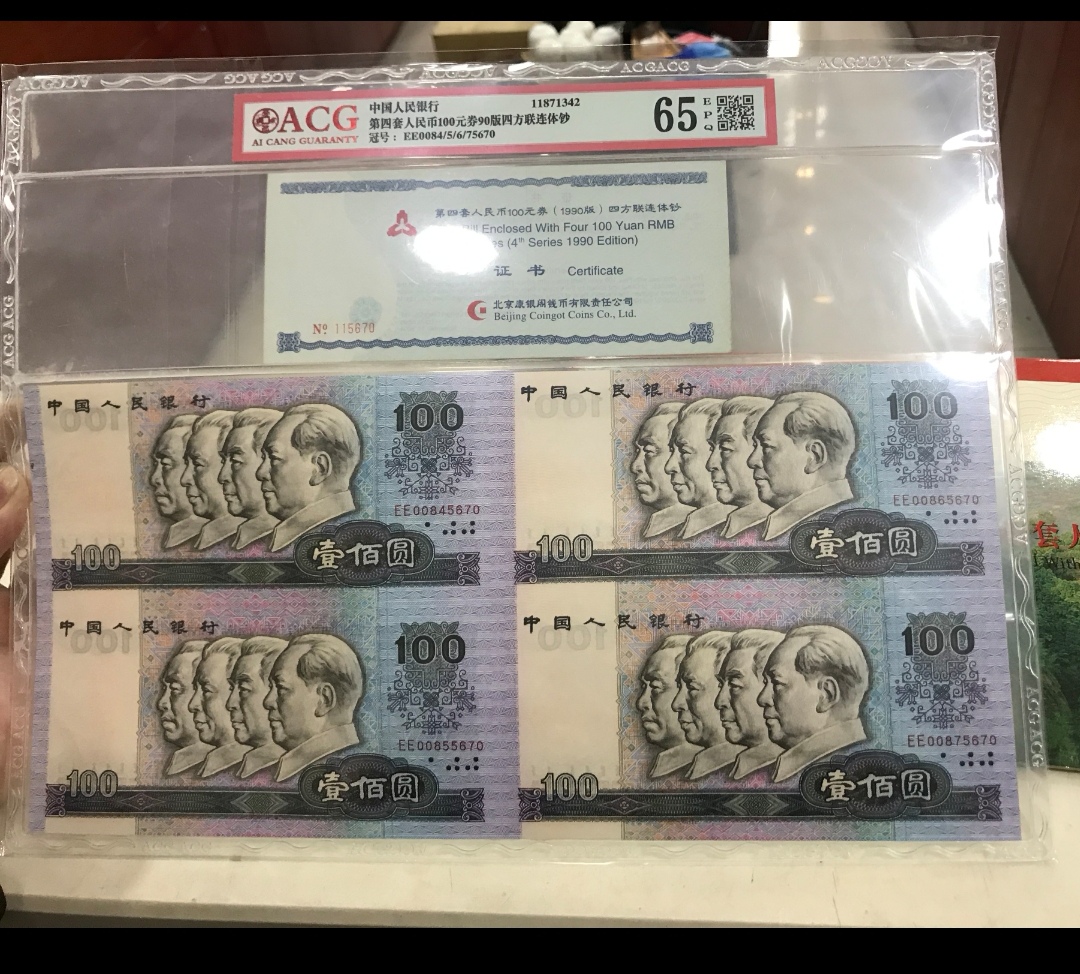 ACGACG
ACG
AI CANG GUARANTY
中国人民银行
11871342
第四套人民币100元券90版四方联连体钞
冠号： EE0084/5/6/75670
65
EPQ
第四套人民币100元券（1990版）四方联连体钞
Enclosed With Four 100 Yuan RMB
(4th Series 1990 Edition)
证书 Certificate
北京康银阁钱币有限责任公司
Beijing Coingot Coins Co., Ltd.
Nº 115670
中国人民银行
100
EE00845670
100
壹佰圆
中国人民银行
100
EE00865670
100
壹佰圆
中国人民银行
100
EE00855670
100
壹佰圆
中国人民银行
100
EE00875670
100
壹佰圆
套
With